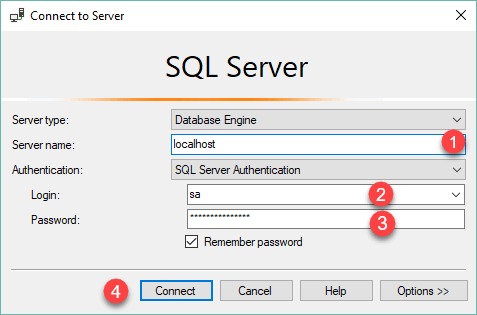 Connect to Server
SQL Server
Server type: Database Engine
Server name: localhost 1
Authentication: SQL Server Authentication
Login: sa 2
Password: *************** 3
Remember password
4 Connect Cancel Help Options >>